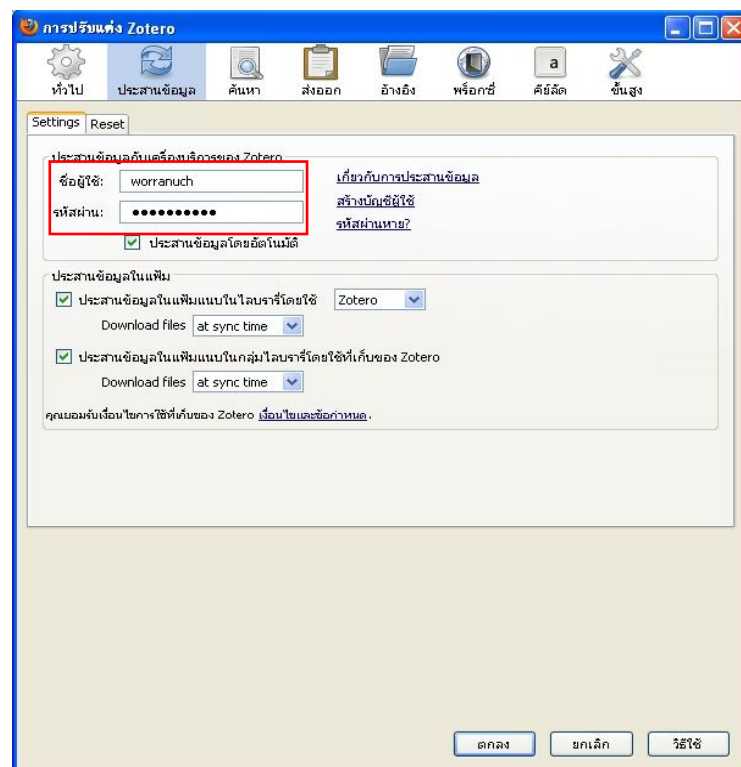 การปรับแต่ง Zotero
ทั่วไป ประสานข้อมูล ค้นหา ส่งออก อ้างอิง พร็อกซี่ a คีย์ลัด ขั้นสูง
Settings Reset
ประสานข้อมูลกับเครื่องบริการของ Zotero
ชื่อผู้ใช้: worranuch เกี่ยวกับการประสานข้อมูล
สร้างบัญชีผู้ใช้
รหัสผ่าน: ●●●●●●●●●● รหัสผ่านหาย?
ประสานข้อมูลโดยอัตโนมัติ
ประสานข้อมูลในแฟ้ม
ประสานข้อมูลในแฟ้มแนบในไลบรารี่โดยใช้ Zotero
Download files at sync time
ประสานข้อมูลในแฟ้มแนบในกลุ่มไลบรารี่โดยใช้ที่เก็บของ Zotero
Download files at sync time
คุณยอมรับเงื่อนไขการใช้ที่เก็บของ Zotero เงื่อนไขและข้อกำหนด.
ตกลง ยกเลิก วิธีใช้